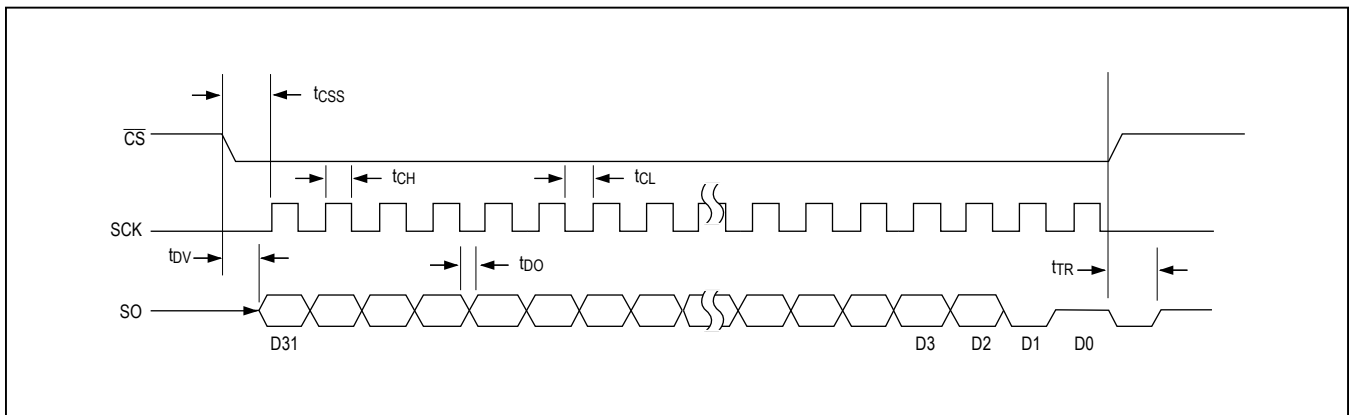 tCSS
CS
tCH
tCL
SCK
tDV
tDO
tTR
SO
D31
D3
D2
D1
D0